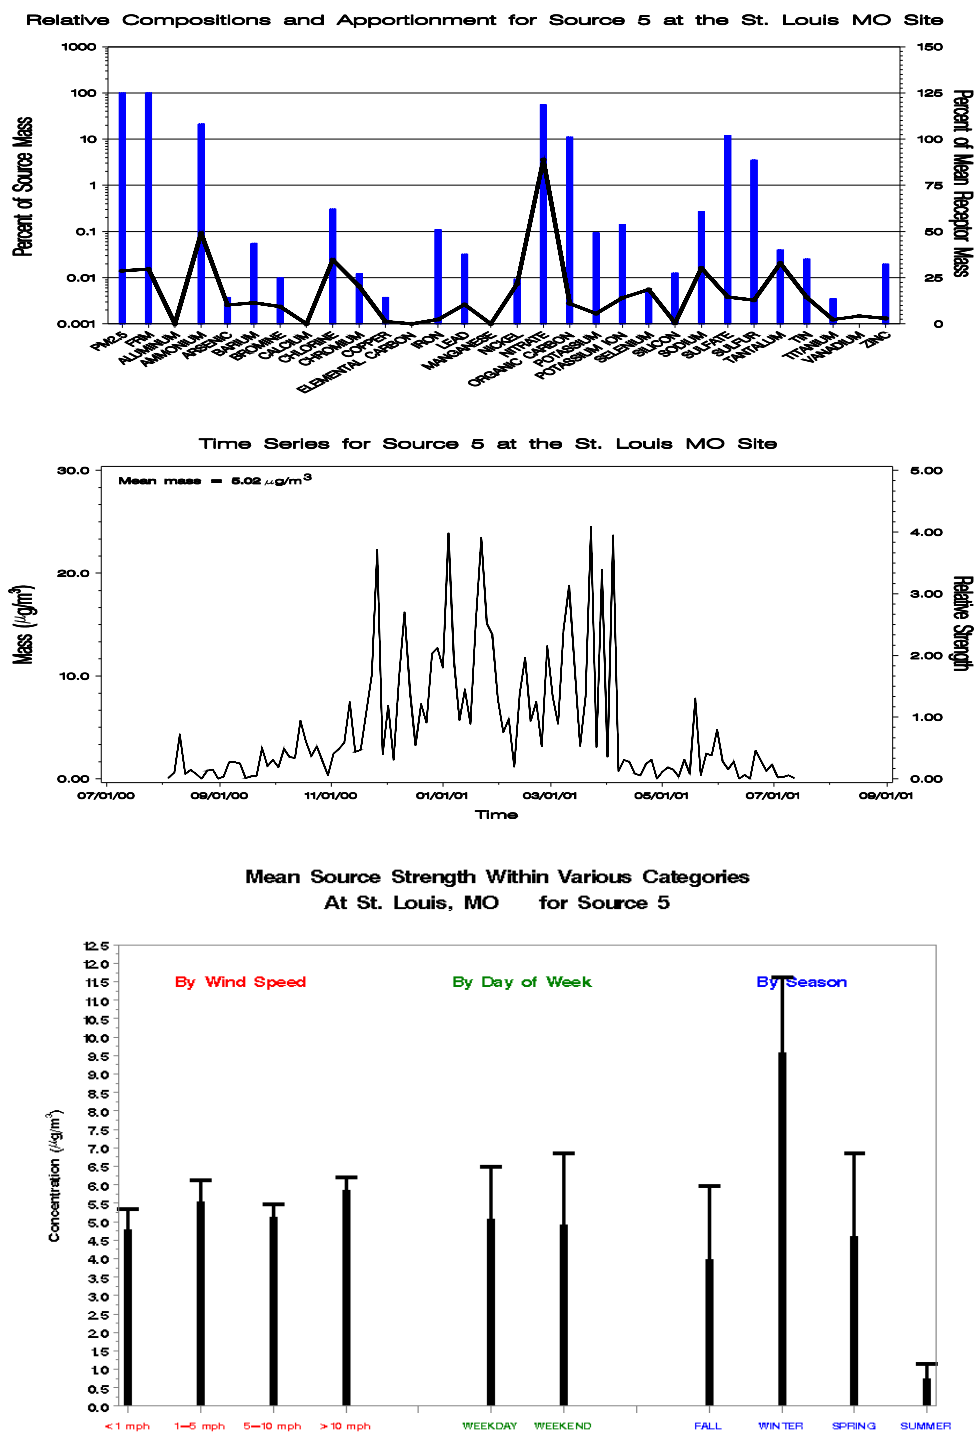 Relative Compositions and Apportionment for Source 5 at the St. Louis MO Site
Percent of Source Mass
1000
100
10
1
0.1
0.01
0.001
150
125
100
75
50
25
0
Percent of Mean Receptor Mass
PM2.5
FRM
ALUMINUM
AMMONIUM
ARSENIC
BARIUM
BROMINE
CALCIUM
CHLORINE
CHROMIUM
COPPER
ELEMENTAL CARBON
IRON
LEAD
MANGANESE
NICKEL
NITRATE
ORGANIC CARBON
POTASSIUM
POTASSIUM ION
SELENIUM
SILICON
SODIUM
SULFATE
SULFUR
TANTALUM
TIN
TITANIUM
VANADIUM
ZINC
Time Series for Source 5 at the St. Louis MO Site
Mean mass = 5.02 μg/m³
Mass (μg/m³)
30.0
20.0
10.0
0.00
5.00
4.00
3.00
2.00
1.00
0.00
Relative Strength
07/01/00 09/01/00 11/01/00 01/01/01 03/01/01 05/01/01 07/01/01 09/01/01
Time
Mean Source Strength Within Various Categories
At St. Louis, MO for Source 5
Concentration (μg/m³)
12.5
12.0
11.5
11.0
10.5
10.0
9.5
9.0
8.5
8.0
7.5
7.0
6.5
6.0
5.5
5.0
4.5
4.0
3.5
3.0
2.5
2.0
1.5
1.0
0.5
0.0
By Wind Speed By Day of Week By Season
<1 mph 1–5 mph 5–10 mph >10 mph WEEKDAY WEEKEND FALL WINTER SPRING SUMMER